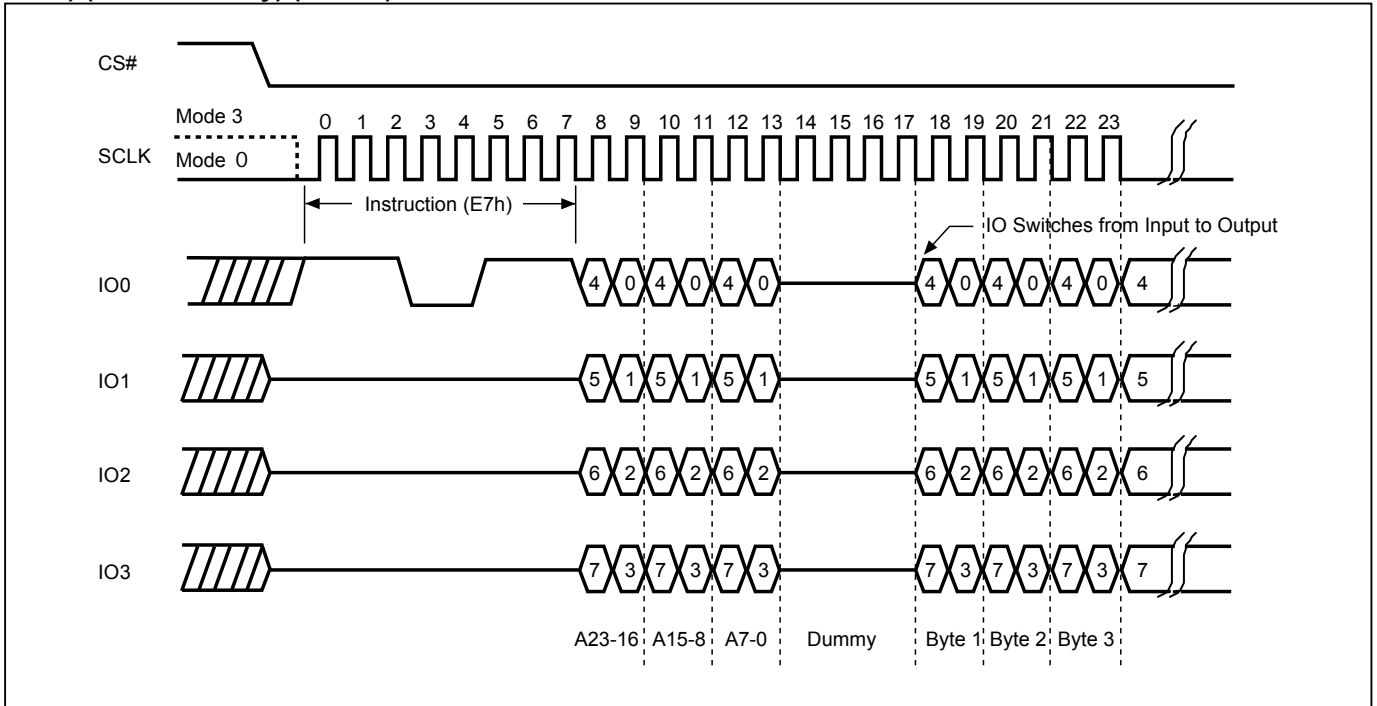 CS#
Mode 3
0 1 2 3 4 5 6 7 8 9 10 11 12 13 14 15 16 17 18 19 20 21 22 23
SCLK
Mode 0
Instruction (E7h)
IO Switches from Input to Output
IO0 4 0 4 0 4 0 4 0 4 0 4 0 4
IO1 5 1 5 1 5 1 5 1 5 1 5 1 5
IO2 6 2 6 2 6 2 6 2 6 2 6 2 6
IO3 7 3 7 3 7 3 7 3 7 3 7 3 7
A23-16 A15-8 A7-0 Dummy Byte 1 Byte 2 Byte 3